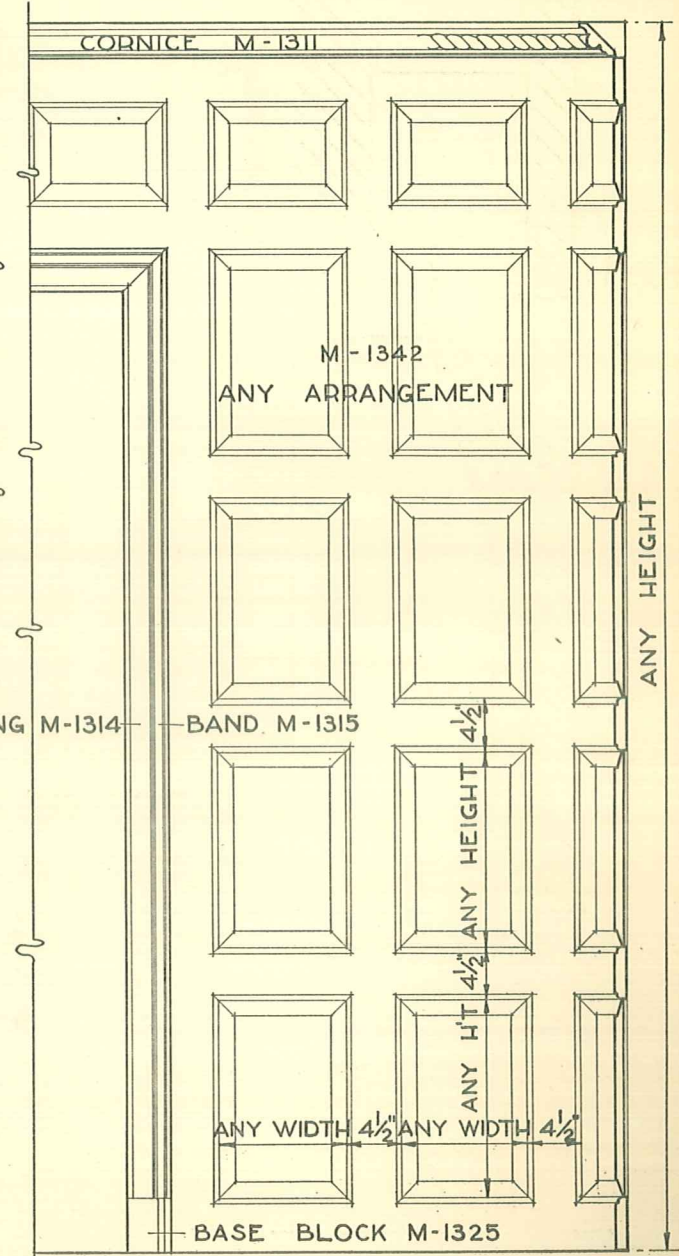 CORNICE M-1311
M-1342
ANY ARRANGEMENT
ANY HEIGHT
M-1314
BAND M-1315
4½"
ANY HEIGHT
4½"
ANY H'T
ANY WIDTH 4½" ANY WIDTH 4½"
BASE BLOCK M-1325